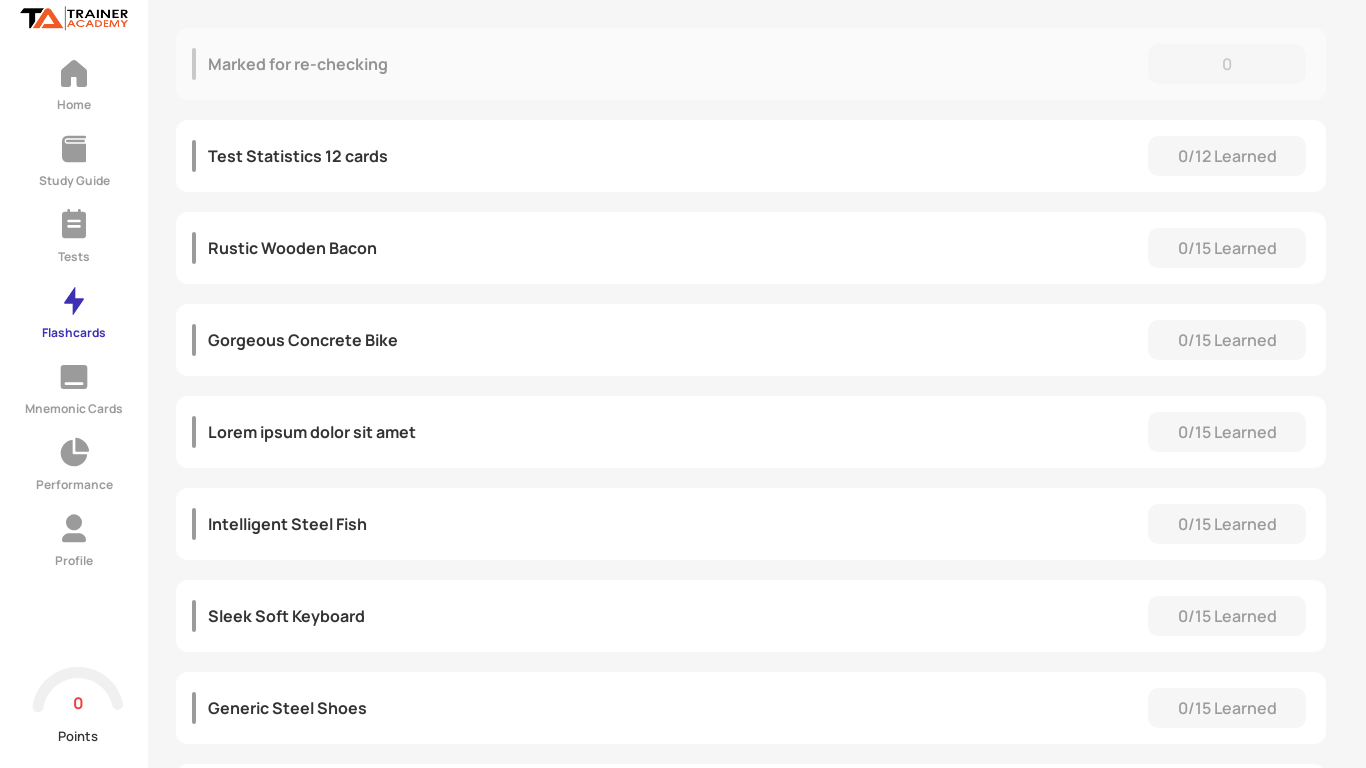 TA TRAINER
ACADEMY
Home
Study Guide
Tests
Flashcards
Mnemonic Cards
Performance
Profile
0
Points
Marked for re-checking 0
Test Statistics 12 cards 0/12 Learned
Rustic Wooden Bacon 0/15 Learned
Gorgeous Concrete Bike 0/15 Learned
Lorem ipsum dolor sit amet 0/15 Learned
Intelligent Steel Fish 0/15 Learned
Sleek Soft Keyboard 0/15 Learned
Generic Steel Shoes 0/15 Learned